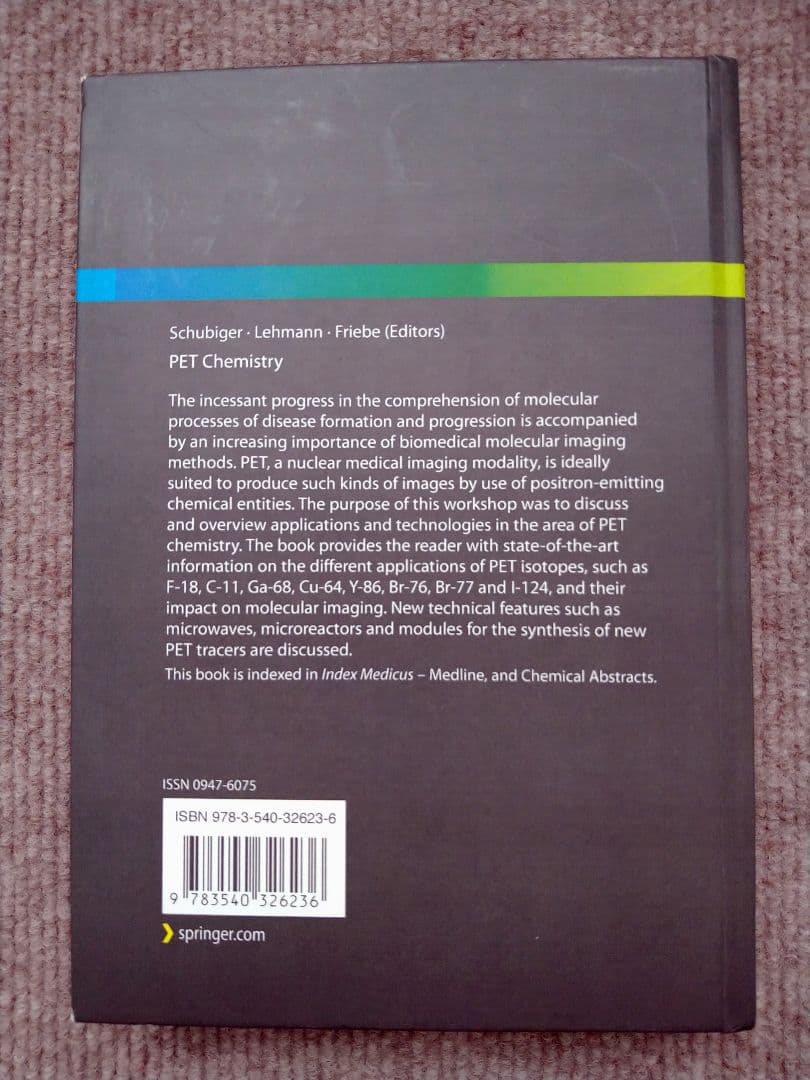 Schubiger · Lehmann · Friebe (Editors)
PET Chemistry
The incessant progress in the comprehension of molecular
processes of disease formation and progression is accompanied
by an increasing importance of biomedical molecular imaging
methods. PET, a nuclear medical imaging modality, is ideally
suited to produce such kinds of images by use of positron-emitting
chemical entities. The purpose of this workshop was to discuss
and overview applications and technologies in the area of PET
chemistry. The book provides the reader with state-of-the-art
information on the different applications of PET isotopes, such as
F-18, C-11, Ga-68, Cu-64, Y-86, Br-76, Br-77 and I-124, and their
impact on molecular imaging. New technical features such as
microwaves, microreactors and modules for the synthesis of new
PET tracers are discussed.
This book is indexed in Index Medicus – Medline, and Chemical Abstracts.
ISSN 0947-6075
ISBN 978-3-540-32623-6
9 783540 326236
springer.com